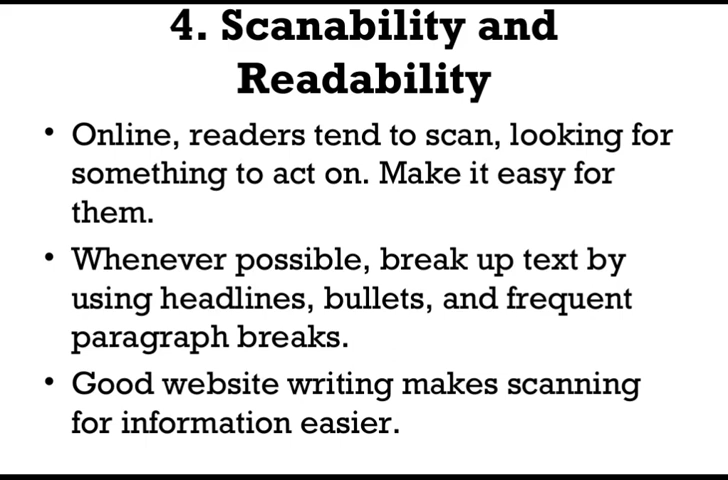 4. Scanability and
Readability
• Online, readers tend to scan, looking for
something to act on. Make it easy for
them.
• Whenever possible, break up text by
using headlines, bullets, and frequent
paragraph breaks.
• Good website writing makes scanning
for information easier.